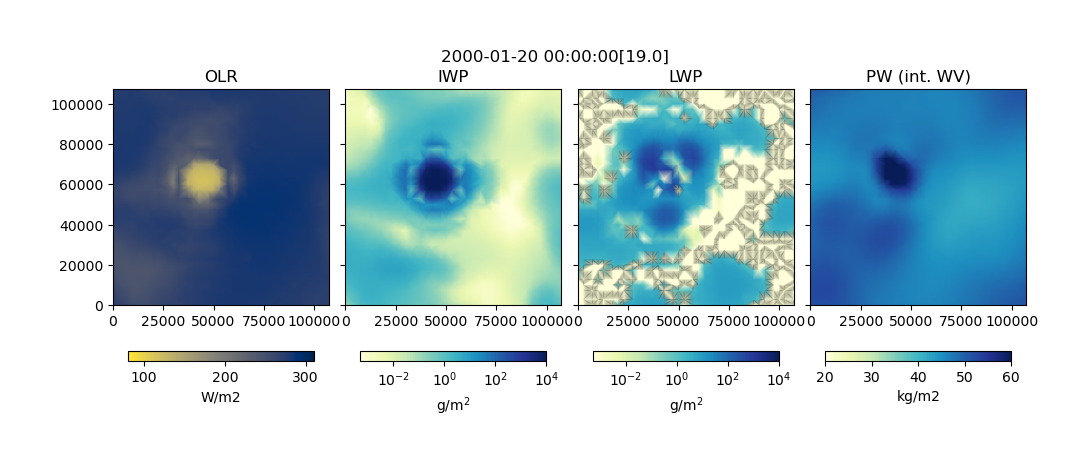 2000-01-20 00:00:00[19.0]
OLR IWP LWP PW (int. WV)
100000
80000
60000
40000
20000
0
0 25000 50000 75000 100000 0 25000 50000 75000 100000 0 25000 50000 75000 100000 0 25000 50000 75000 100000
100 200 300 10⁻² 10⁰ 10² 10⁴ 10⁻² 10⁰ 10² 10⁴ 20 30 40 50 60
W/m2 g/m² g/m² kg/m2